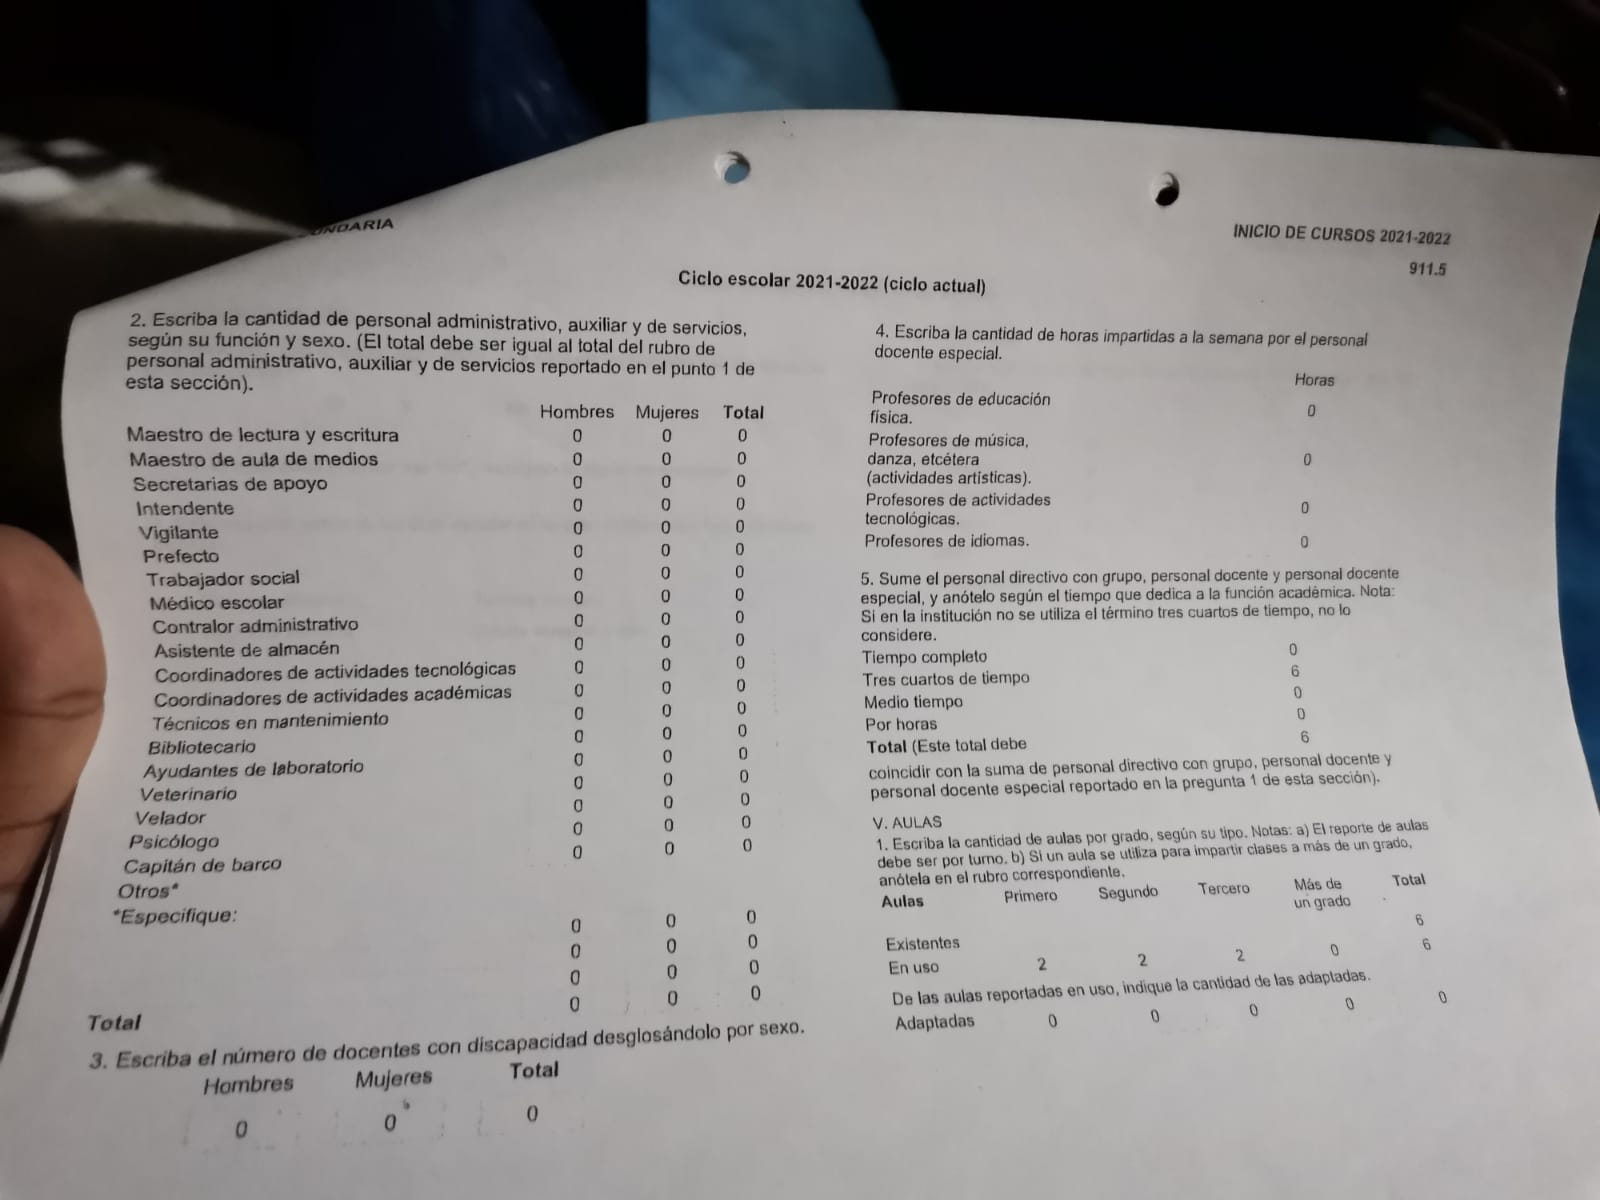 UNDARIA
INICIO DE CURSOS 2021-2022
911.5
Ciclo escolar 2021-2022 (ciclo actual)
2. Escriba la cantidad de personal administrativo, auxiliar y de servicios,
según su función y sexo. (El total debe ser igual al total del rubro de
personal administrativo, auxiliar y de servicios reportado en el punto 1 de
esta sección).
Hombres Mujeres Total
Maestro de lectura y escritura 0 0 0
Maestro de aula de medios 0 0 0
Secretarias de apoyo 0 0 0
Intendente 0 0 0
Vigilante 0 0 0
Prefecto 0 0 0
Trabajador social 0 0 0
Médico escolar 0 0 0
Contralor administrativo 0 0 0
Asistente de almacén 0 0 0
Coordinadores de actividades tecnológicas 0 0 0
Coordinadores de actividades académicas 0 0 0
Técnicos en mantenimiento 0 0 0
Bibliotecario 0 0 0
Ayudantes de laboratorio 0 0 0
Veterinario 0 0 0
Velador 0 0 0
Psicólogo 0 0 0
Capitán de barco 0 0 0
Otros*
*Especifique:
0 0 0
0 0 0
0 0 0
Total 0 0 0
3. Escriba el número de docentes con discapacidad desglosándolo por sexo.
Hombres Mujeres Total
0 0 0
4. Escriba la cantidad de horas impartidas a la semana por el personal
docente especial.
Horas
Profesores de educación
física. 0
Profesores de música,
danza, etcétera 0
(actividades artísticas).
Profesores de actividades
tecnológicas. 0
Profesores de idiomas. 0
5. Sume el personal directivo con grupo, personal docente y personal docente
especial, y anótelo según el tiempo que dedica a la función académica. Nota:
Si en la institución no se utiliza el término tres cuartos de tiempo, no lo
considere.
Tiempo completo 0
Tres cuartos de tiempo 6
Medio tiempo 0
Por horas 0
Total (Este total debe 6
coincidir con la suma de personal directivo con grupo, personal docente y
personal docente especial reportado en la pregunta 1 de esta sección).
V. AULAS
1. Escriba la cantidad de aulas por grado, según su tipo. Notas: a) El reporte de aulas
debe ser por turno. b) Si un aula se utiliza para impartir clases a más de un grado,
anótela en el rubro correspondiente.
Aulas Primero Segundo Tercero Más de Total
un grado
Existentes 6
En uso 2 2 2 0 6
De las aulas reportadas en uso, indique la cantidad de las adaptadas.
Adaptadas 0 0 0 0 0